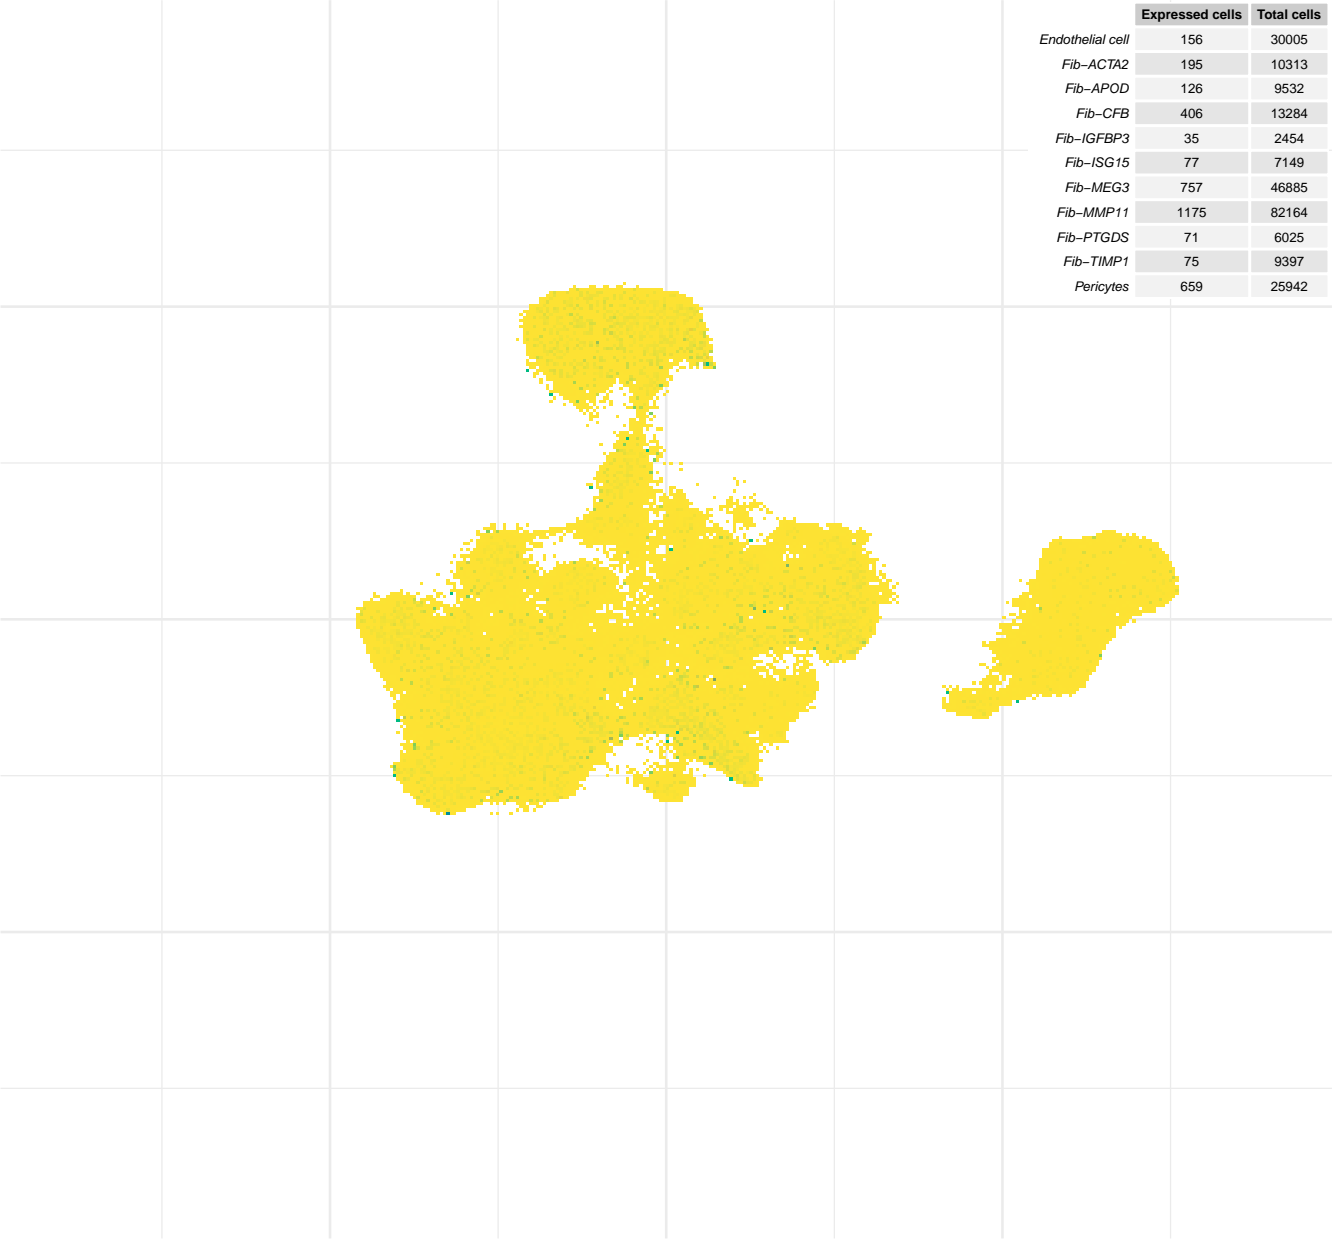 Expressed cells Total cells
Endothelial cell 156 30005
Fib−ACTA2 195 10313
Fib−APOD 126 9532
Fib−CFB 406 13284
Fib−IGFBP3 35 2454
Fib−ISG15 77 7149
Fib−MEG3 757 46885
Fib−MMP11 1175 82164
Fib−PTGDS 71 6025
Fib−TIMP1 75 9397
Pericytes 659 25942